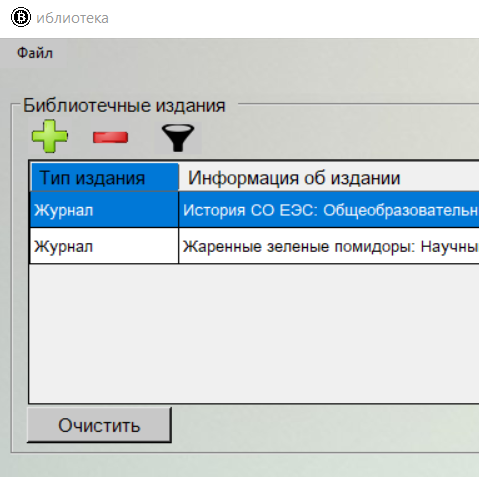 иблиотека
Файл
Библиотечные издания
Тип издания Информация об издании
Журнал История СО ЕЭС: Общеобразовательн
Журнал Жаренные зеленые помидоры: Научны
Очистить